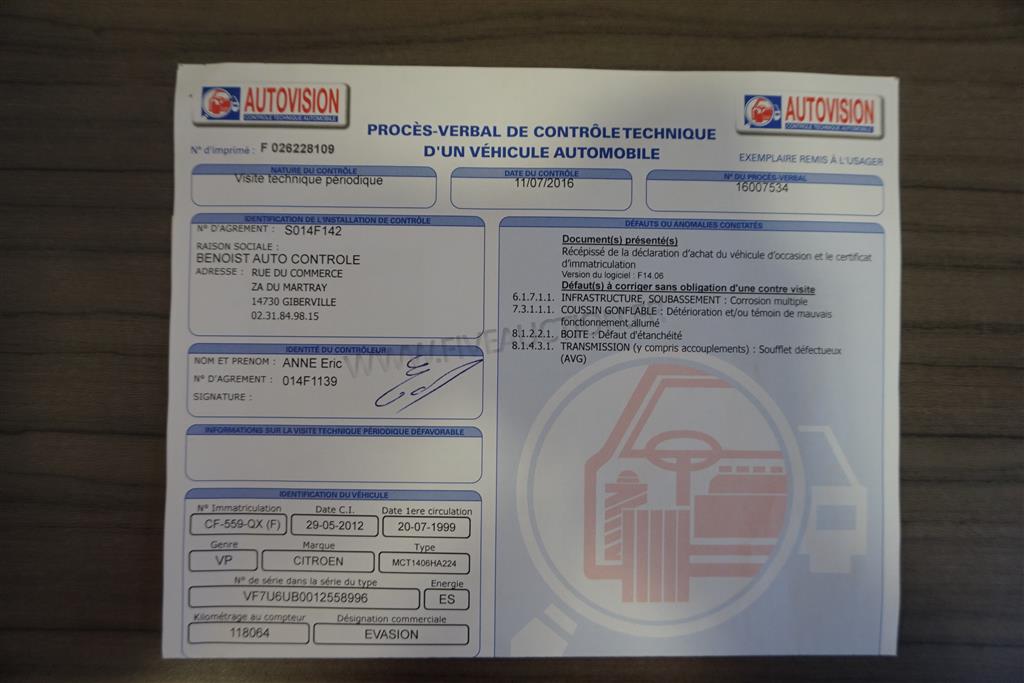 AUTOVISION
CONTROLE TECHNIQUE AUTOMOBILE
AUTOVISION
CONTROLE TECHNIQUE AUTOMOBILE
PROCÈS-VERBAL DE CONTRÔLE TECHNIQUE
D'UN VÉHICULE AUTOMOBILE
N° d'imprimé : F 026228109
EXEMPLAIRE REMIS À L'USAGER
NATURE DU CONTRÔLE
Visite technique périodique
DATE DU CONTRÔLE
11/07/2016
N° DU PROCÈS-VERBAL
16007534
IDENTIFICATION DE L'INSTALLATION DE CONTRÔLE
N° D'AGREMENT : S014F142
RAISON SOCIALE :
BENOIST AUTO CONTROLE
ADRESSE : RUE DU COMMERCE
ZA DU MARTRAY
14730 GIBERVILLE
02.31.84.98.15
IDENTITÉ DU CONTRÔLEUR
NOM ET PRENOM : ANNE Eric
N° D'AGREMENT : 014F1139
SIGNATURE :
INFORMATIONS SUR LA VISITE TECHNIQUE PÉRIODIQUE DÉFAVORABLE
IDENTIFICATION DU VÉHICULE
N° Immatriculation Date C.I. Date 1ere circulation
CF-559-QX (F) 29-05-2012 20-07-1999
Genre Marque Type
VP CITROEN MCT1406HA224
N° de série dans la série du type Energie
VF7U6UB0012558996 ES
Kilométrage au compteur Désignation commerciale
118064 EVASION
DÉFAUTS OU ANOMALIES CONSTATÉS
Document(s) présenté(s)
Récépissé de la déclaration d'achat du véhicule d'occasion et le certificat
d'immatriculation
Version du logiciel : F14.06
Défaut(s) à corriger sans obligation d'une contre visite
6.1.7.1.1. INFRASTRUCTURE, SOUBASSEMENT : Corrosion multiple
7.3.1.1.1. COUSSIN GONFLABLE : Détérioration et/ou témoin de mauvais
fonctionnement allumé
8.1.2.2.1. BOITE : Défaut d'étanchéité
8.1.4.3.1. TRANSMISSION (y compris accouplements) : Soufflet défectueux
(AVG)